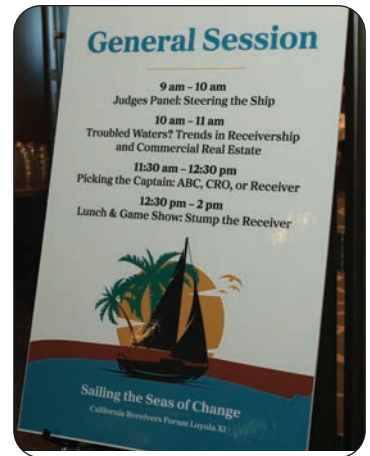 General Session
9 am – 10 am
Judges Panel: Steering the Ship
10 am – 11 am
Troubled Waters? Trends in Receivership
and Commercial Real Estate
11:30 am – 12:30 pm
Picking the Captain: ABC, CRO, or Receiver
12:30 pm – 2 pm
Lunch & Game Show: Stump the Receiver
Sailing the Seas of Change
California Receivers Forum Loyola XI